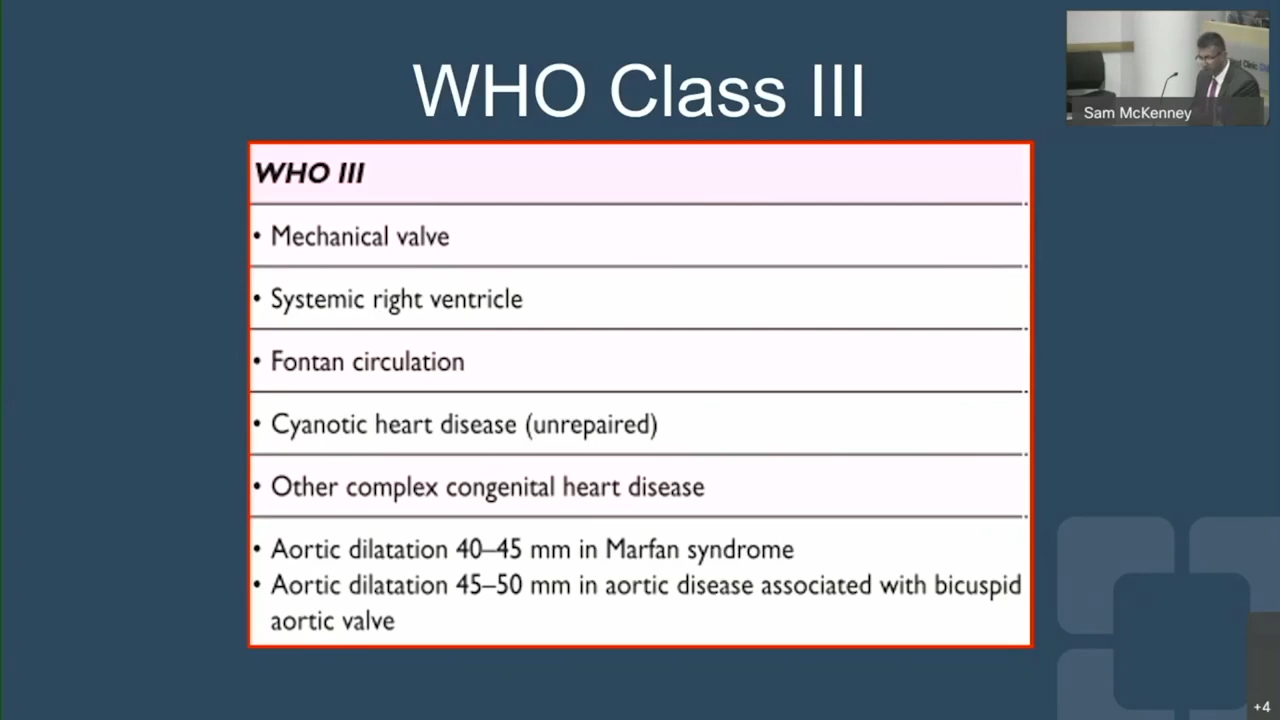 WHO Class III
Sam McKenney
WHO III
• Mechanical valve
• Systemic right ventricle
• Fontan circulation
• Cyanotic heart disease (unrepaired)
• Other complex congenital heart disease
• Aortic dilatation 40–45 mm in Marfan syndrome
• Aortic dilatation 45–50 mm in aortic disease associated with bicuspid
aortic valve
+4